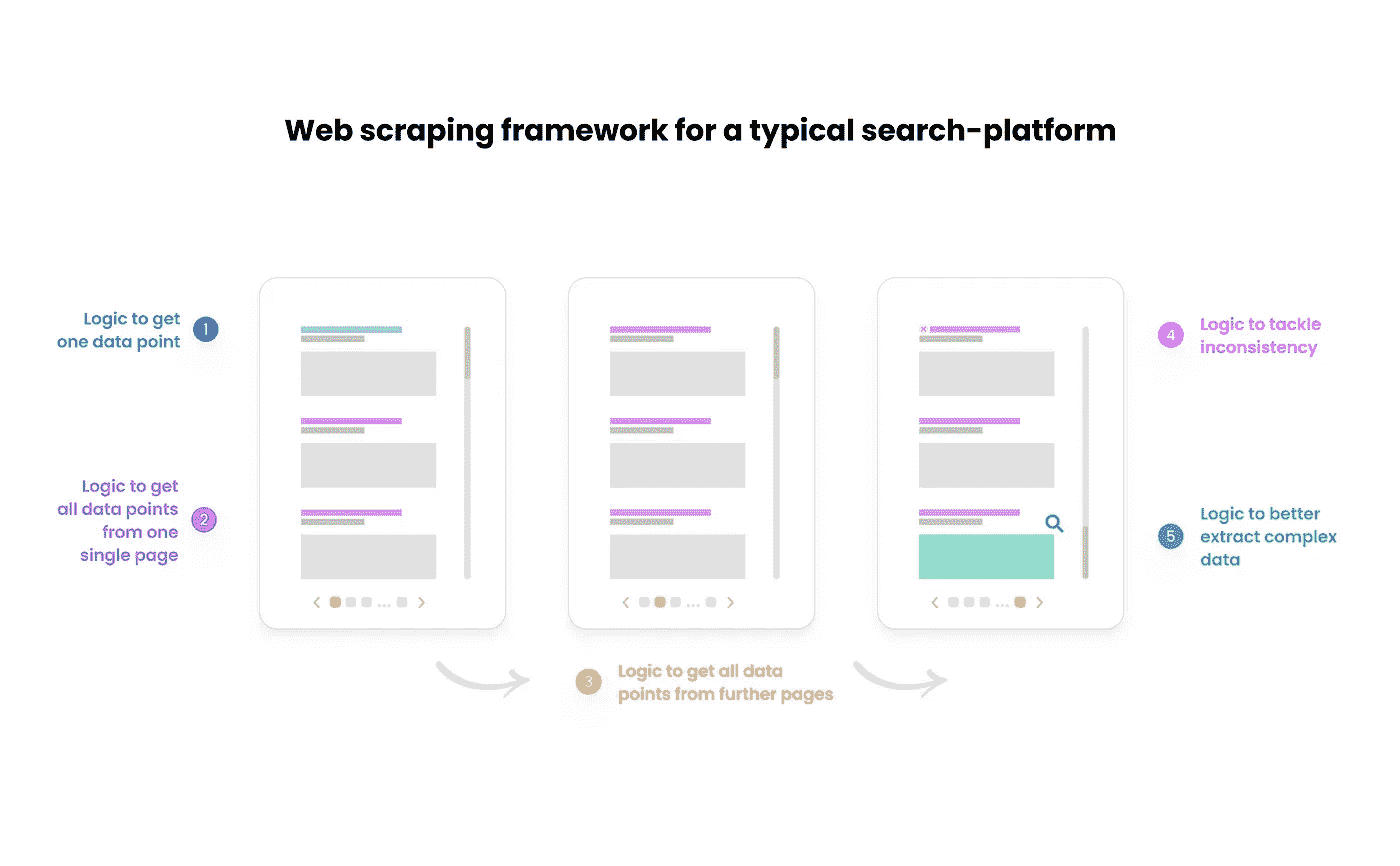 Web scraping framework for a typical search-platform
Logic to get
one data point
1
Logic to get
all data points
from one
single page
2
3
Logic to get all data
points from further pages
4
Logic to tackle
inconsistency
5
Logic to better
extract complex
data